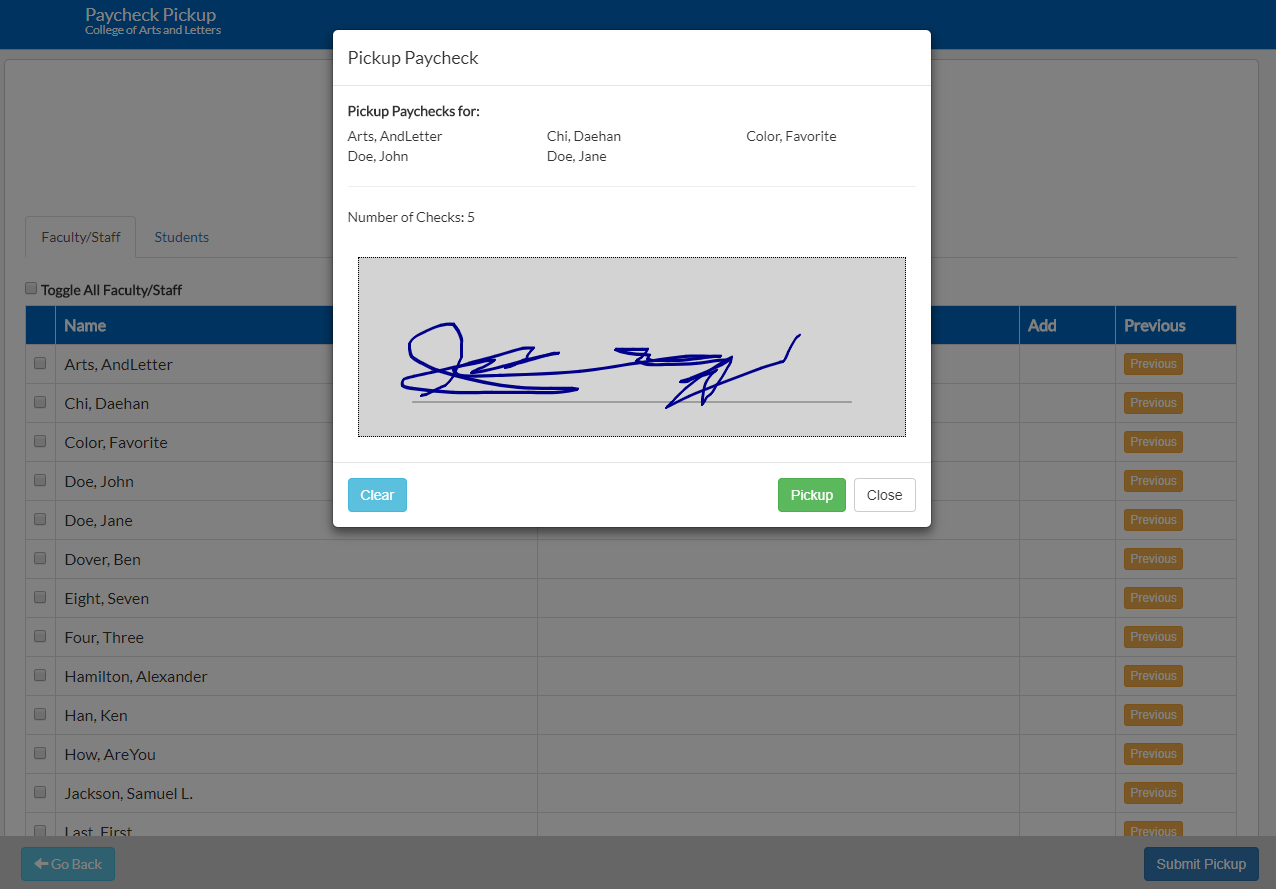 Paycheck Pickup
College of Arts and Letters
Pickup Paycheck
Pickup Paychecks for:
Arts, AndLetter Chi, Daehan Color, Favorite
Doe, John Doe, Jane
Number of Checks: 5
Clear Pickup Close
Faculty/Staff Students
Toggle All Faculty/Staff
Name Add Previous
Arts, AndLetter Previous
Chi, Daehan Previous
Color, Favorite Previous
Doe, John Previous
Doe, Jane Previous
Dover, Ben Previous
Eight, Seven Previous
Four, Three Previous
Hamilton, Alexander Previous
Han, Ken Previous
How, AreYou Previous
Jackson, Samuel L. Previous
Last, First Previous
Go Back Submit Pickup